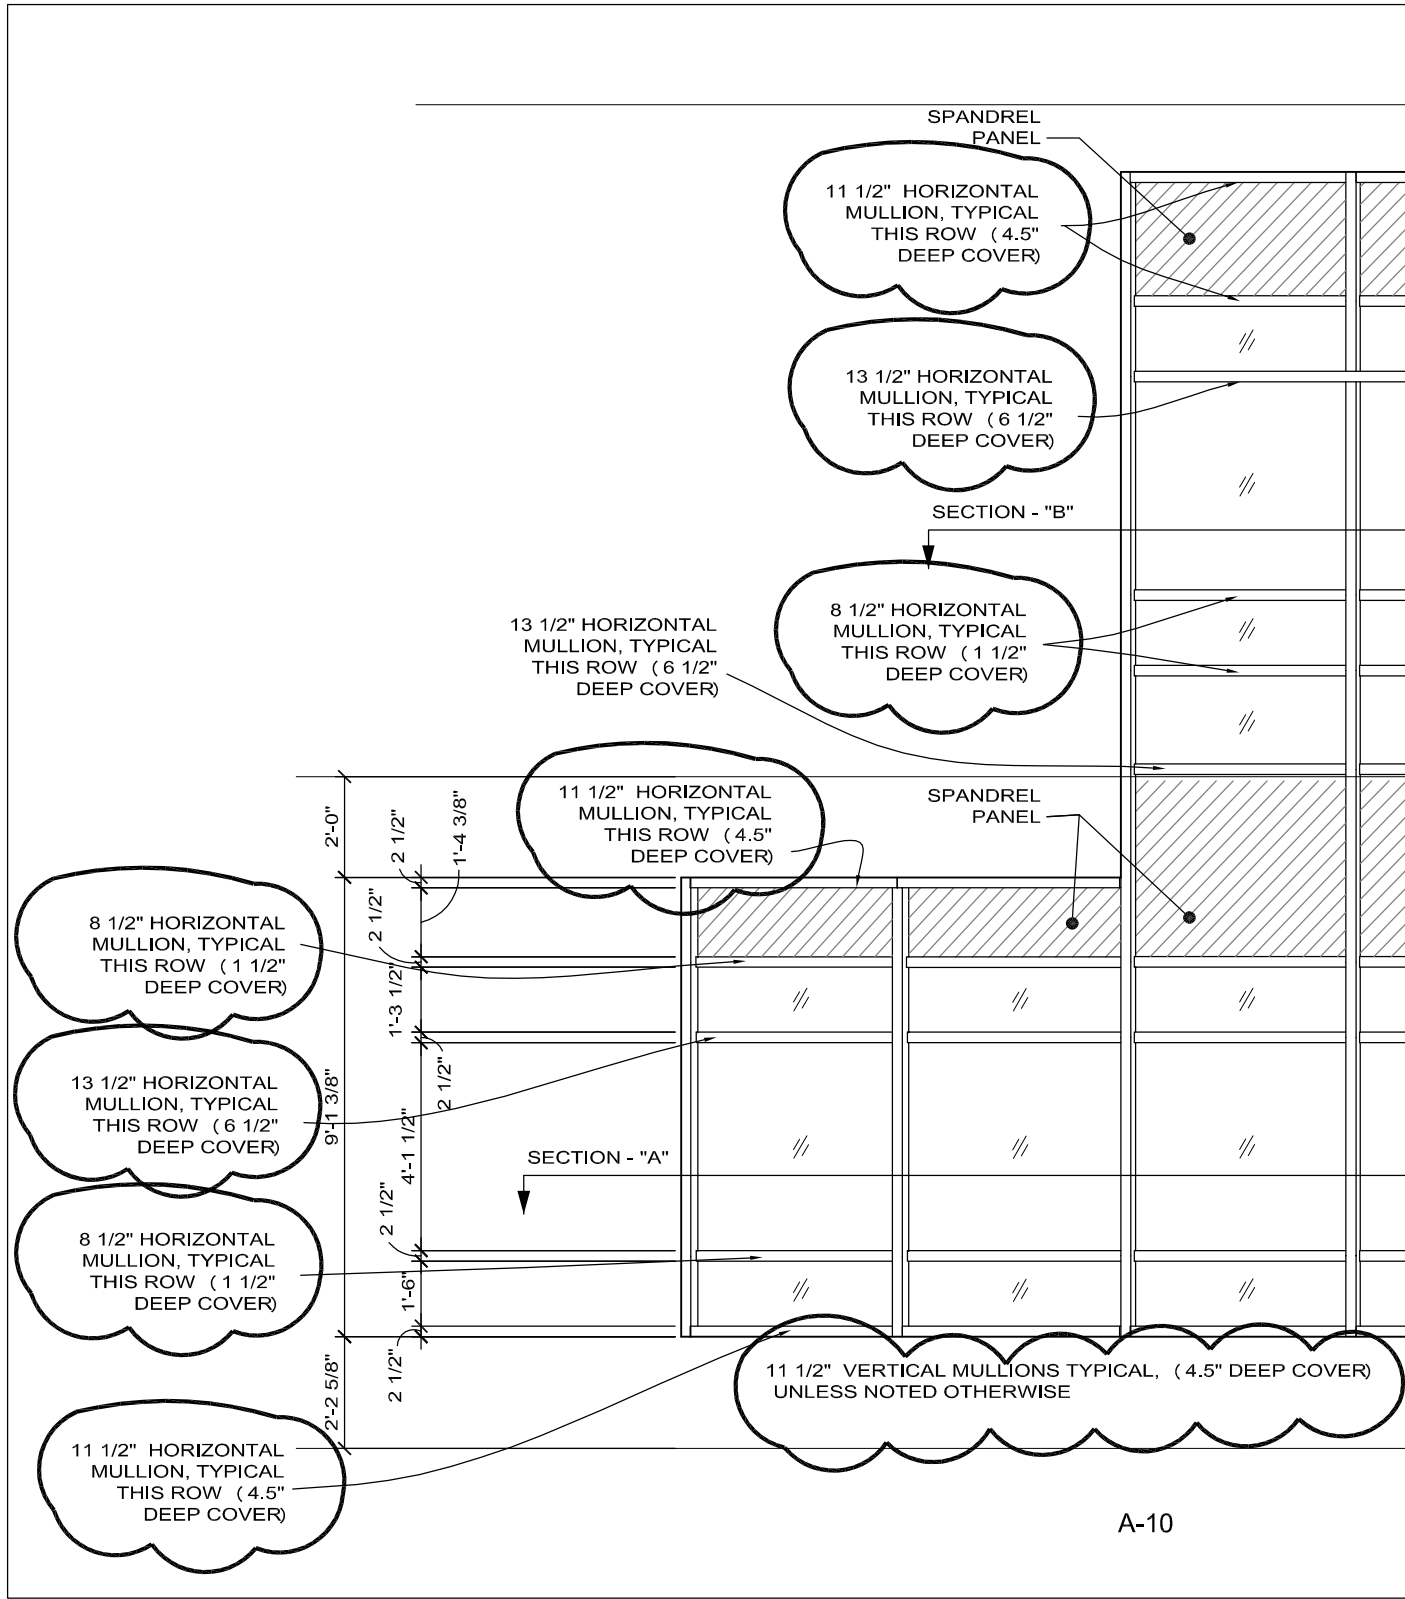 SPANDREL
PANEL
11 1/2" HORIZONTAL
MULLION, TYPICAL
THIS ROW (4.5"
DEEP COVER)
13 1/2" HORIZONTAL
MULLION, TYPICAL
THIS ROW (6 1/2"
DEEP COVER)
SECTION - "B"
8 1/2" HORIZONTAL
MULLION, TYPICAL
THIS ROW (1 1/2"
DEEP COVER)
13 1/2" HORIZONTAL
MULLION, TYPICAL
THIS ROW (6 1/2"
DEEP COVER)
11 1/2" HORIZONTAL
MULLION, TYPICAL
THIS ROW (4.5"
DEEP COVER)
SPANDREL
PANEL
2'-0"
2 1/2"
1'-4 3/8"
2 1/2"
1'-3 1/2"
2 1/2"
9'-1 3/8"
4'-1 1/2"
2 1/2"
1'-6"
2 1/2"
2'-2 5/8"
8 1/2" HORIZONTAL
MULLION, TYPICAL
THIS ROW (1 1/2"
DEEP COVER)
13 1/2" HORIZONTAL
MULLION, TYPICAL
THIS ROW (6 1/2"
DEEP COVER)
SECTION - "A"
8 1/2" HORIZONTAL
MULLION, TYPICAL
THIS ROW (1 1/2"
DEEP COVER)
11 1/2" VERTICAL MULLIONS TYPICAL, (4.5" DEEP COVER)
UNLESS NOTED OTHERWISE
11 1/2" HORIZONTAL
MULLION, TYPICAL
THIS ROW (4.5"
DEEP COVER)
A-10